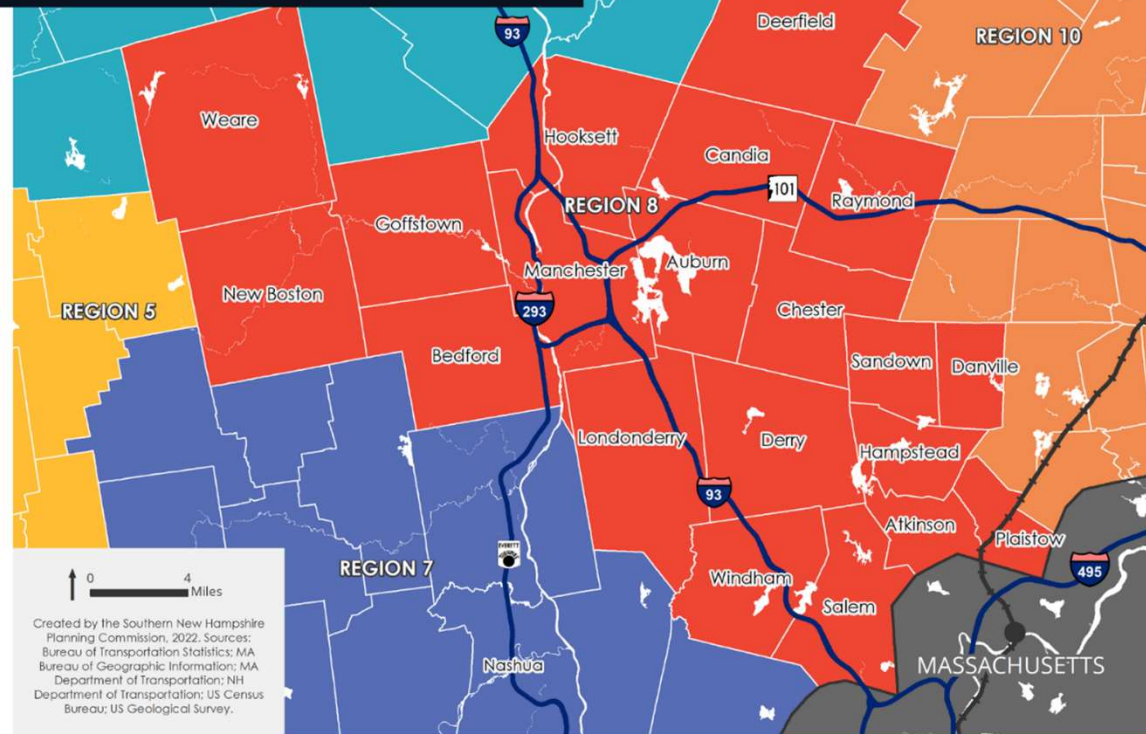 93
Deerfield
REGION 10
Weare
Hooksett
Candia
101
Raymond
REGION 8
Goffstown
Manchester
Auburn
New Boston
293
REGION 5
Chester
Bedford
Sandown
Danville
Londonderry
Derry
Hampstead
93
Atkinson
Plaistow
EVERETT
495
REGION 7
Windham
Salem
Nashua
MASSACHUSETTS
0 4
Miles
Created by the Southern New Hampshire
Planning Commission, 2022. Sources:
Bureau of Transportation Statistics; MA
Bureau of Geographic Information; MA
Department of Transportation; NH
Department of Transportation; US Census
Bureau; US Geological Survey.